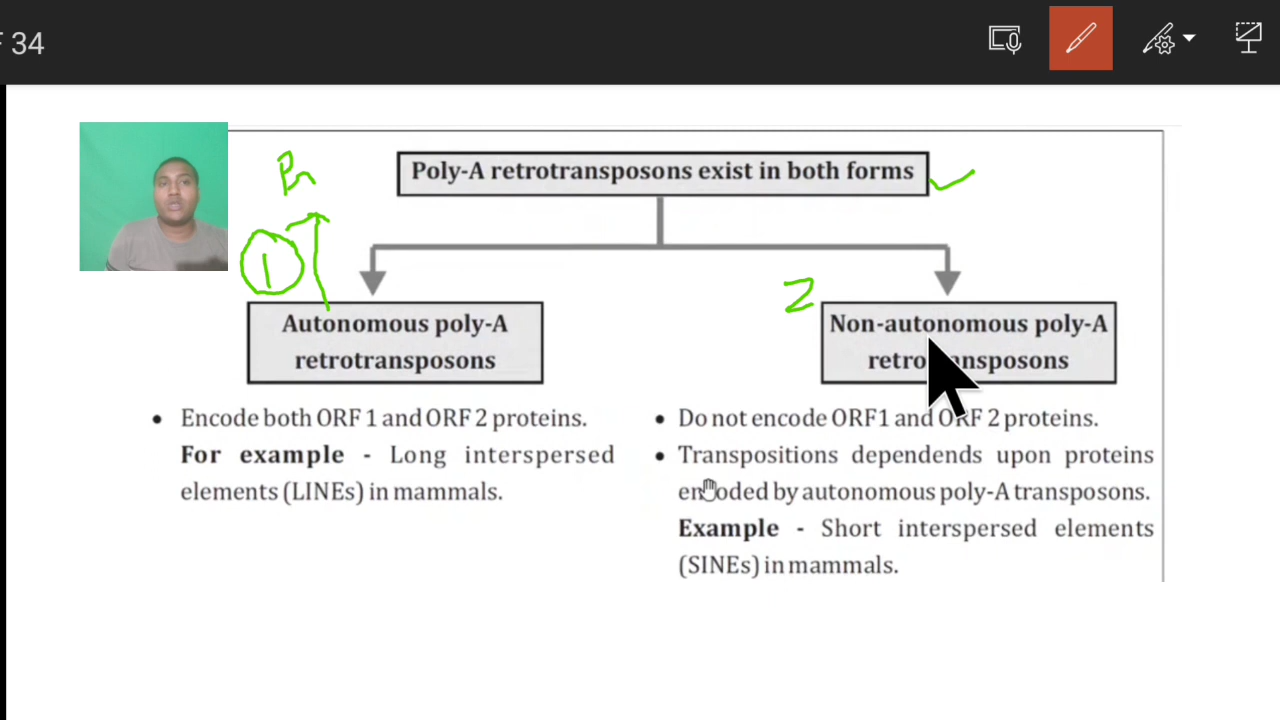 34
Poly-A retrotransposons exist in both forms
1
2
Autonomous poly-A
retrotransposons
Non-autonomous poly-A
retrotransposons
• Encode both ORF 1 and ORF 2 proteins.
For example - Long interspersed
elements (LINEs) in mammals.
• Do not encode ORF1 and ORF 2 proteins.
• Transpositions dependends upon proteins
encoded by autonomous poly-A transposons.
Example - Short interspersed elements
(SINEs) in mammals.